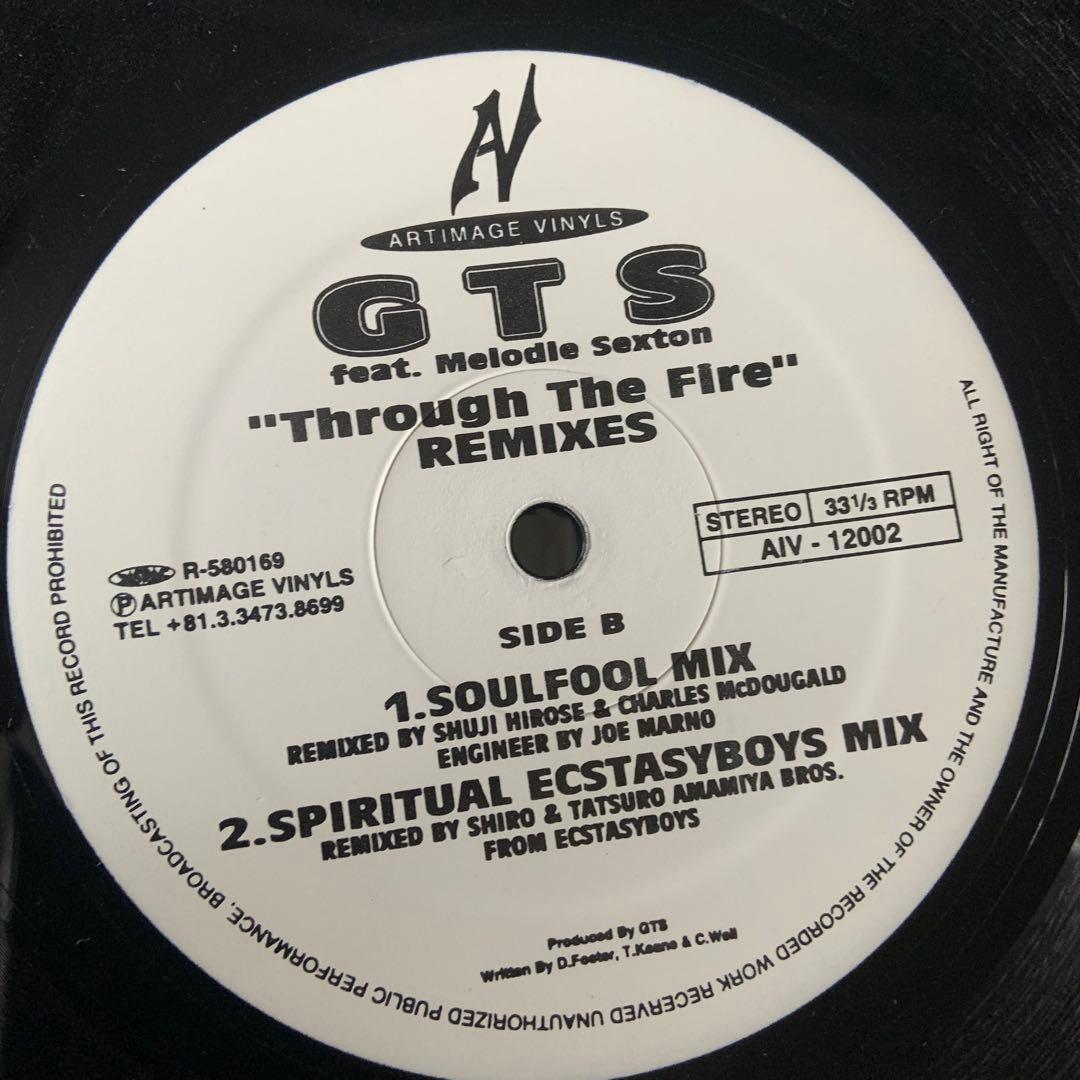 AV
ARTIMAGE VINYLS
GTS
feat. Melodie Sexton
"Through The Fire"
REMIXES
STEREO 33 1/3 RPM
AIV - 12002
R-580169
Ⓟ ARTIMAGE VINYLS
TEL +81.3.3473.8699
SIDE B
1.SOULFOOL MIX
REMIXED BY SHUJI HIROSE & CHARLES McDOUGALD
ENGINEER BY JOE MARNO
2.SPIRITUAL ECSTASYBOYS MIX
REMIXED BY SHIRO & TATSURO AMAMIYA BROS.
FROM ECSTASYBOYS
Produced By GTS
Written By D.Foster, T.Keane & C.Weil
ALL RIGHT OF THE MANUFACTURE AND THE OWNER OF THE RECORDED WORK RECERVED UNAUTHORIZED PUBLIC PERFORMANCE, BROADCASTING OF THIS RECORD PROHIBITED